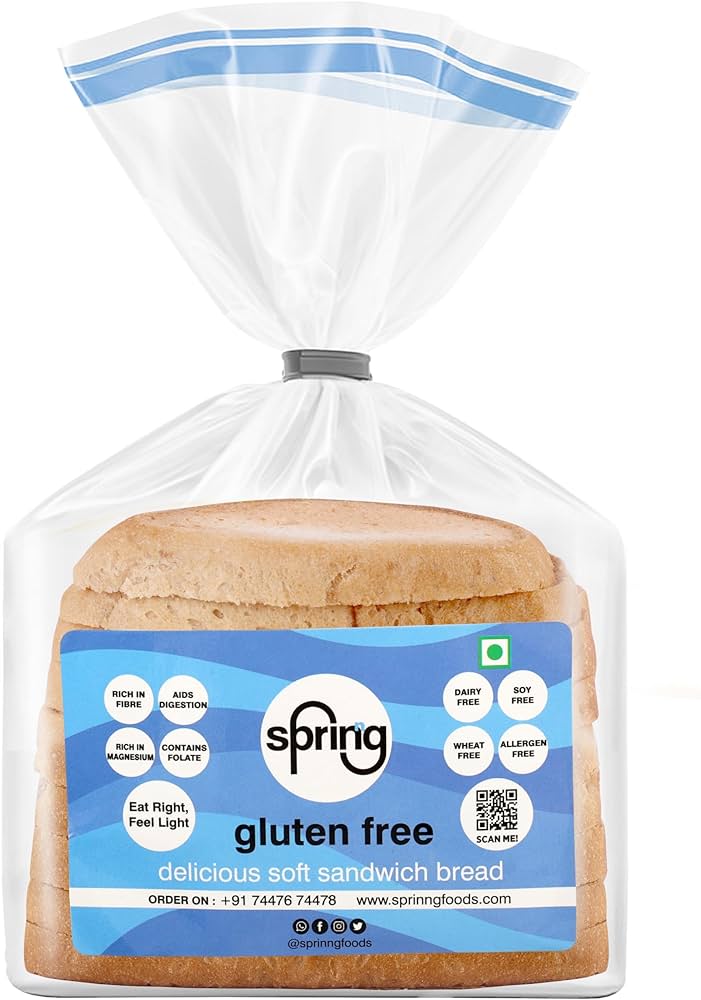 RICH IN
FIBRE
AIDS
DIGESTION
RICH IN
MAGNESIUM
CONTAINS
FOLATE
Eat Right,
Feel Light
sprinng
DAIRY
FREE
SOY
FREE
WHEAT
FREE
ALLERGEN
FREE
SCAN ME!
gluten free
delicious soft sandwich bread
ORDER ON : +91 74476 74478 www.sprinngfoods.com
@sprinngfoods